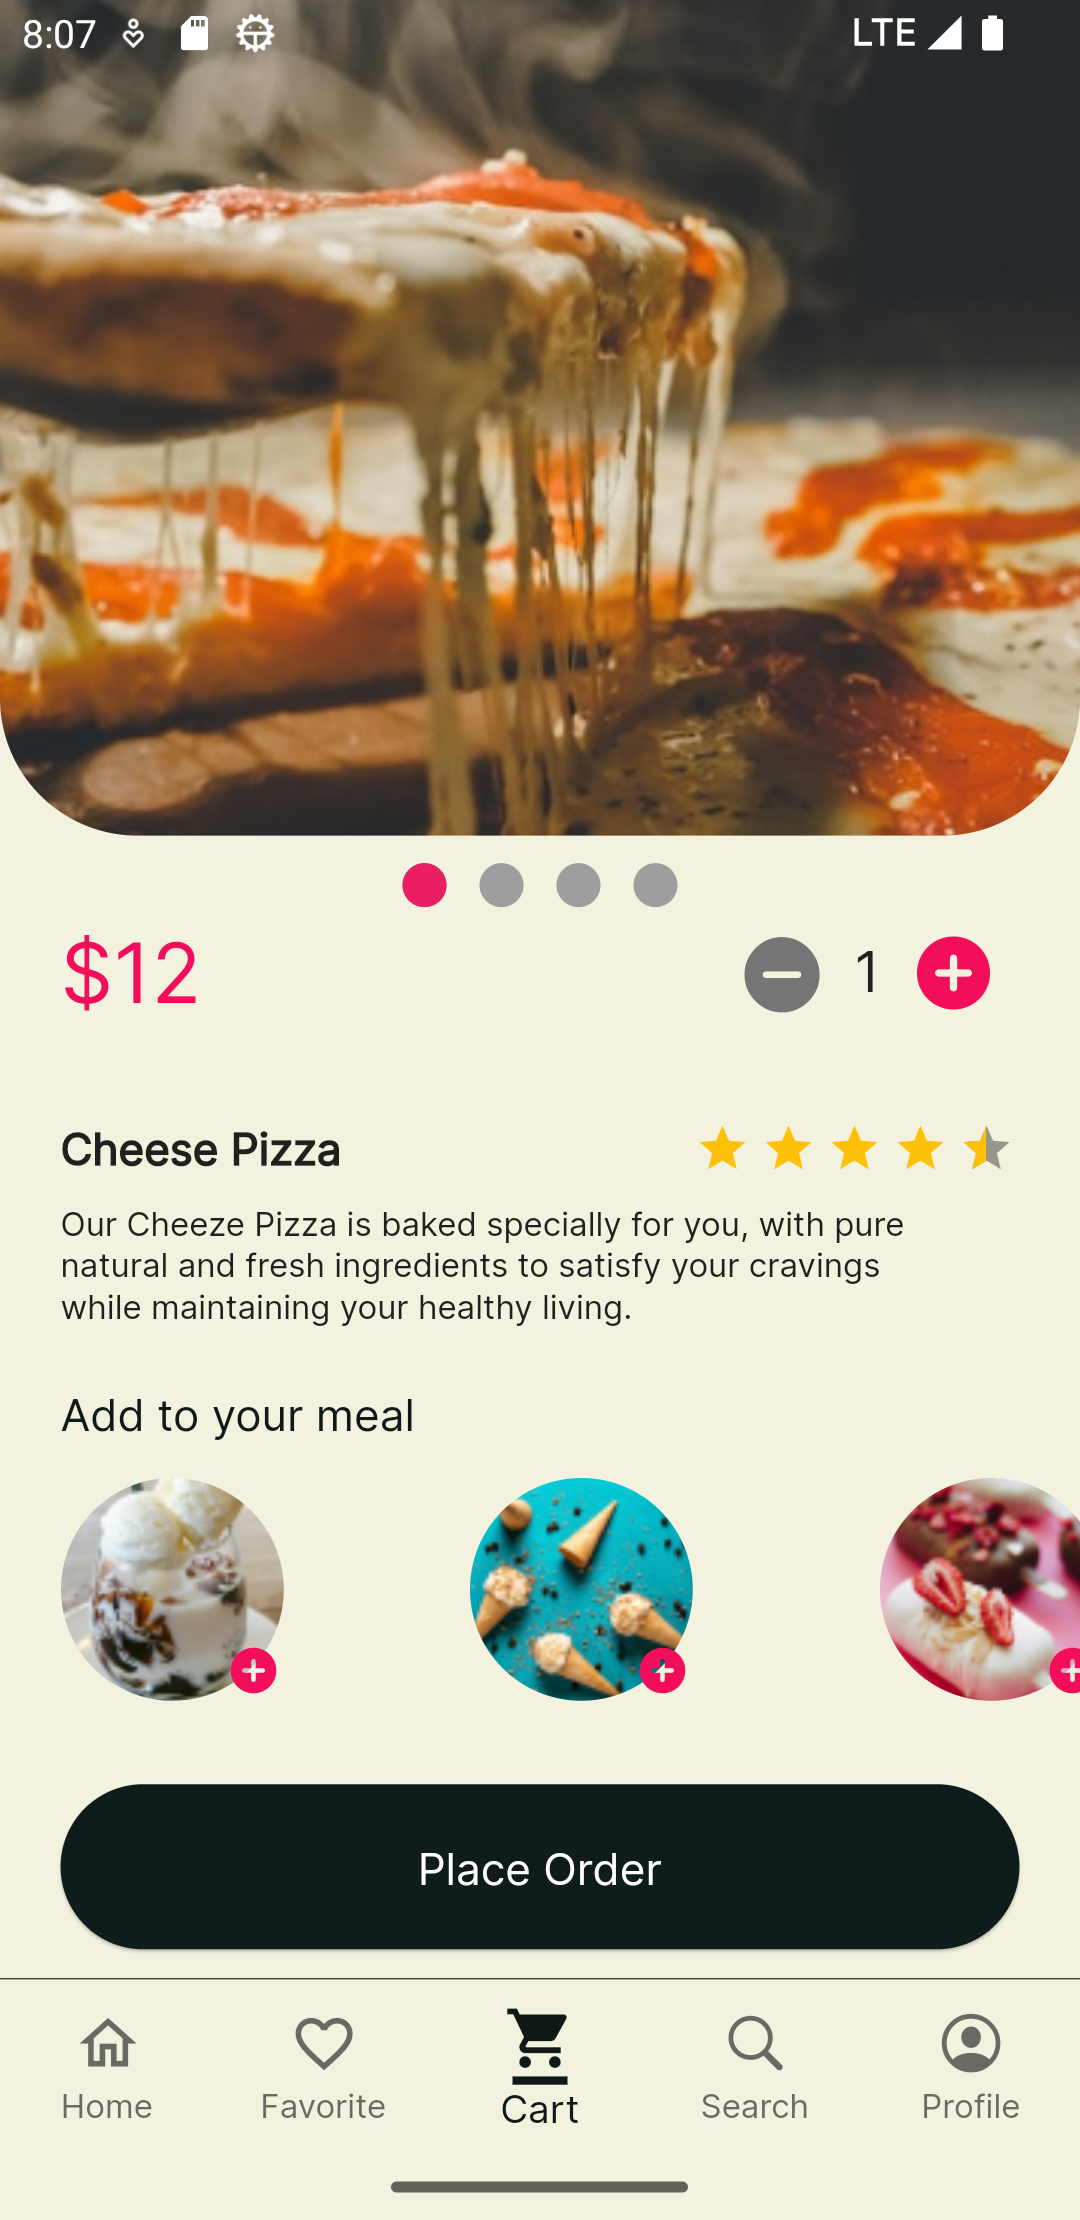 8:07 LTE
$12 1
Cheese Pizza
Our Cheeze Pizza is baked specially for you, with pure
natural and fresh ingredients to satisfy your cravings
while maintaining your healthy living.
Add to your meal
Place Order
Home Favorite Cart Search Profile